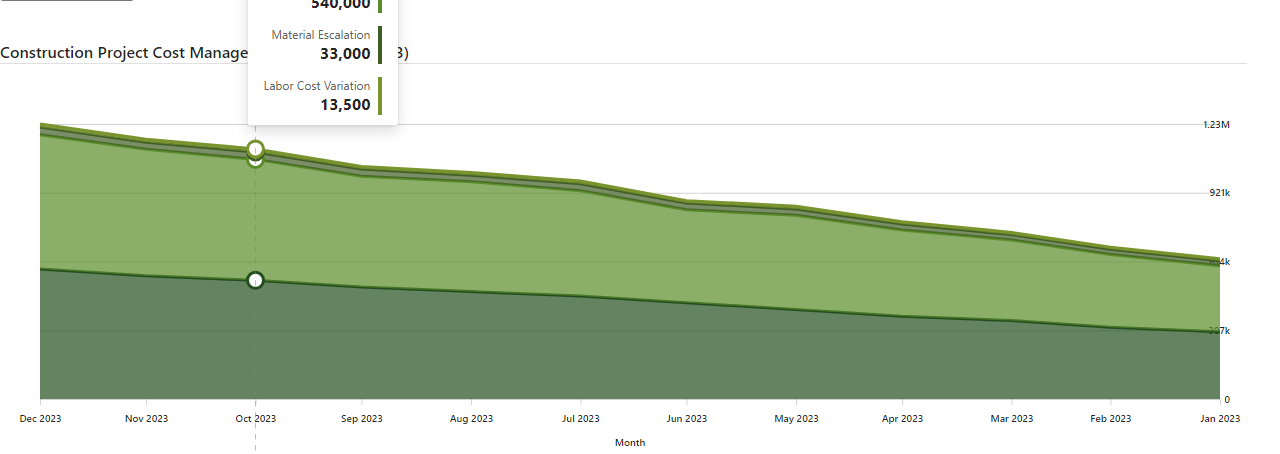 540,000
Material Escalation
33,000
Construction Project Cost Manage 3)
Labor Cost Variation
13,500
1.23M
921k
0
Dec 2023 Nov 2023 Oct 2023 Sep 2023 Aug 2023 Jul 2023 Jun 2023 May 2023 Apr 2023 Mar 2023 Feb 2023 Jan 2023
Month